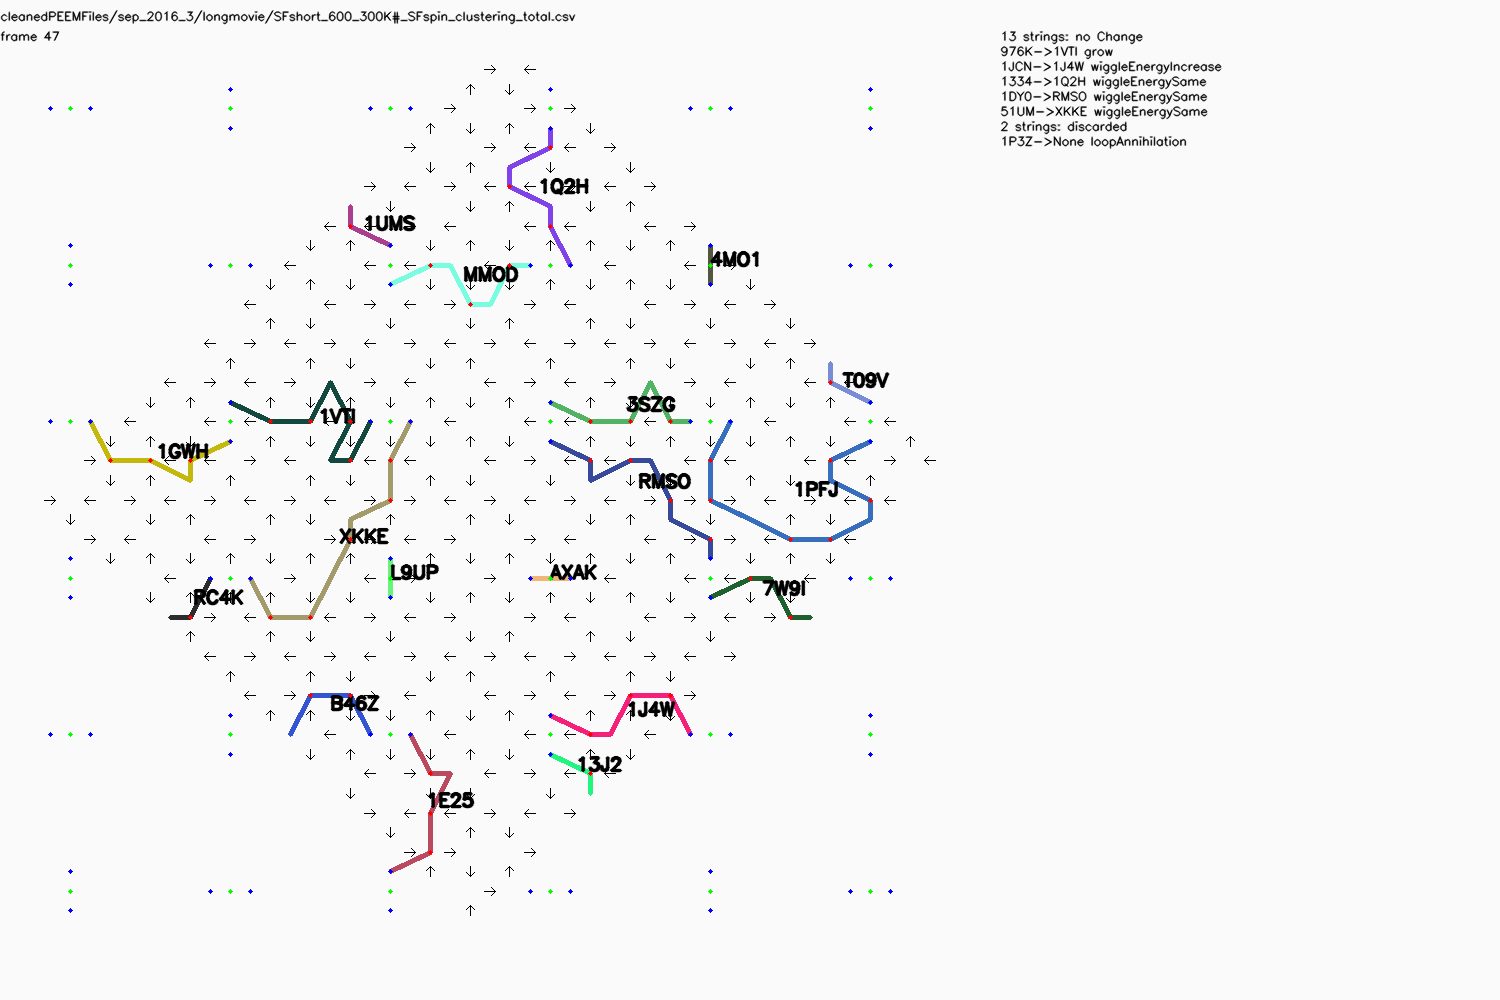 cleanedPEEMFiles/sep_2016_3/longmovie/SFshort_600_300K#_SFspin_clustering_total.csv
frame 47
13 strings: no Change
976K->1VTI grow
1JCN->1J4W wiggleEnergyIncrease
1334->1Q2H wiggleEnergySame
1DY0->RMSO wiggleEnergySame
51UM->XKKE wiggleEnergySame
2 strings: discarded
1P3Z->None loopAnnihilation
1Q2H
1UMS
4MO1
MMOD
T09V
3SZG
1VTI
1GWH
RMSO
1PFJ
XKKE
L9UP
AXAK
7W9I
RC4K
B46Z
1J4W
13J2
1E25